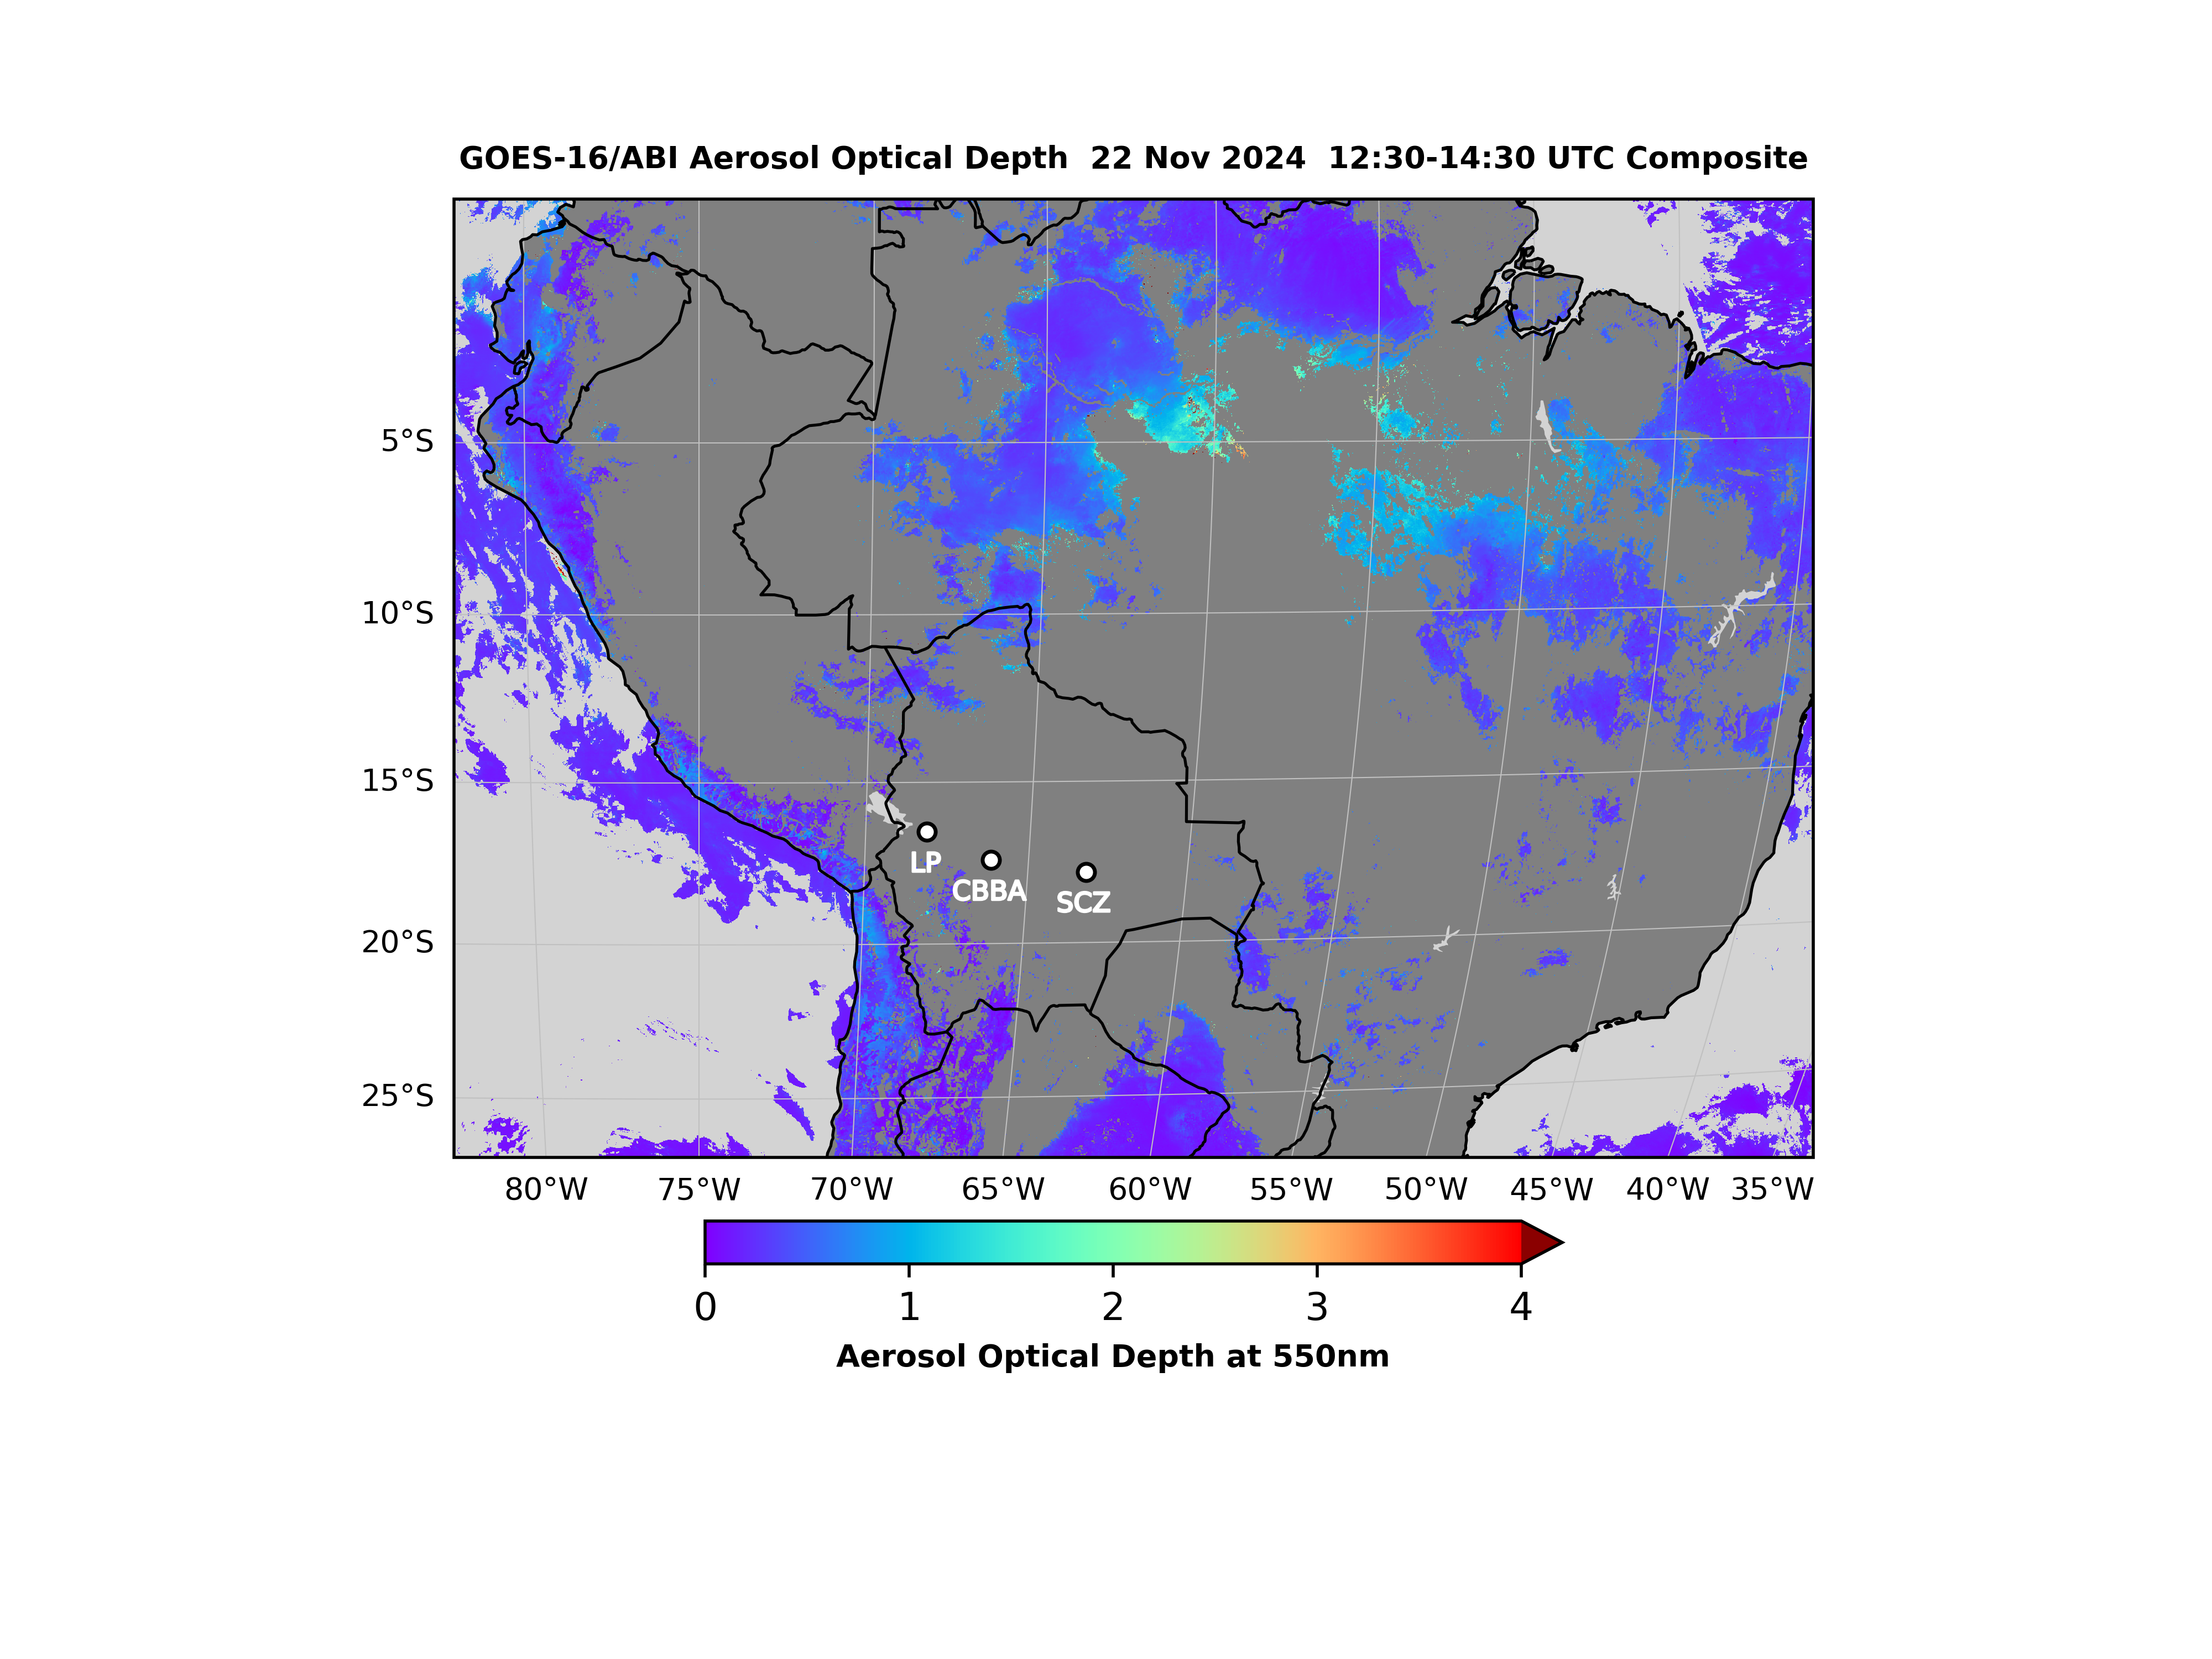 GOES-16/ABI Aerosol Optical Depth  22 Nov 2024  12:30-14:30 UTC Composite
5°S
10°S
15°S
LP
CBBA
SCZ
20°S
25°S
80°W 75°W 70°W 65°W 60°W 55°W 50°W 45°W 40°W 35°W
0 1 2 3 4
Aerosol Optical Depth at 550nm